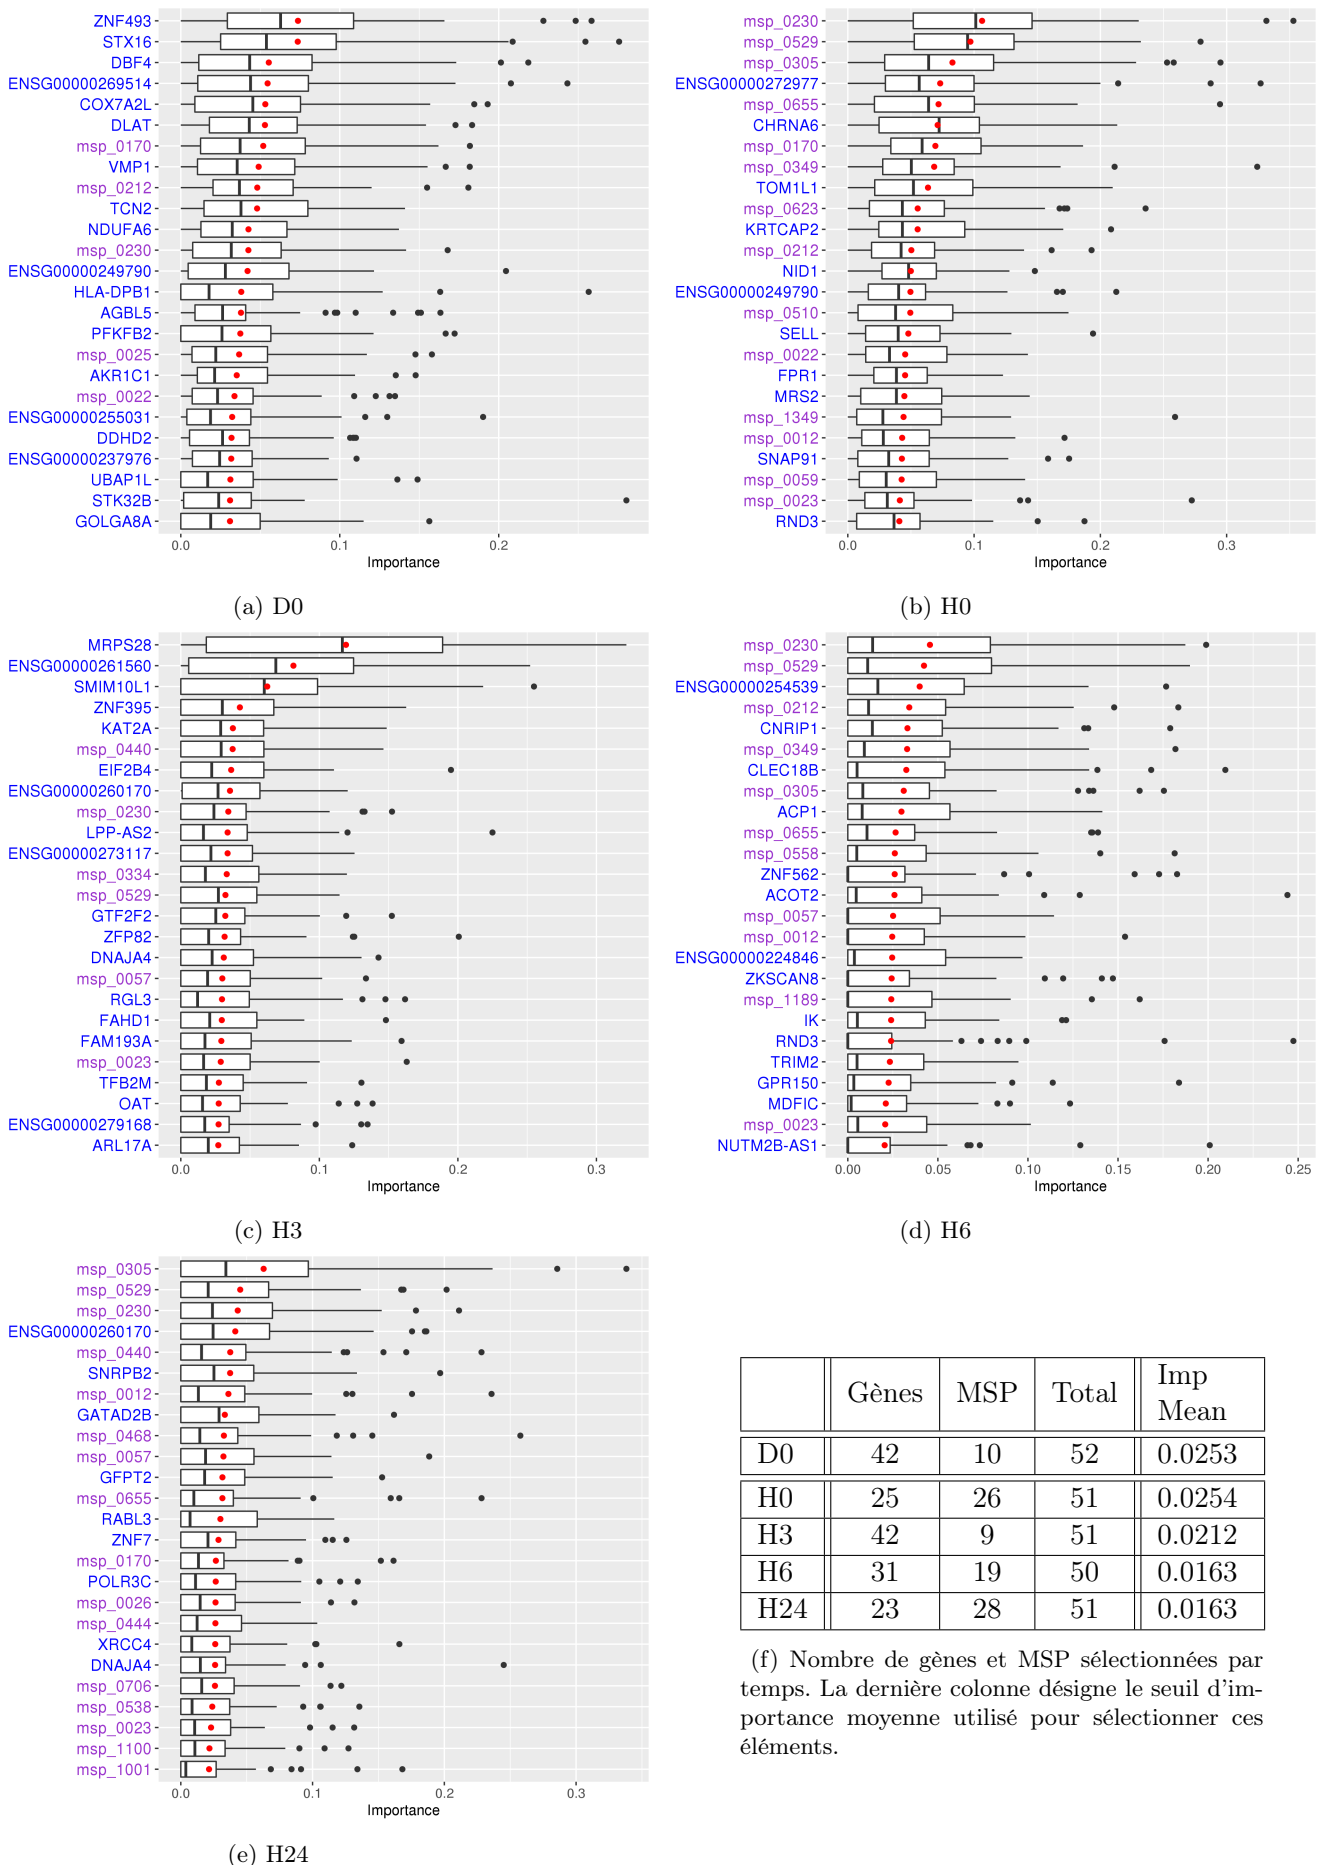 ZNF493
STX16
DBF4
ENSG00000269514
COX7A2L
DLAT
msp_0170
VMP1
msp_0212
TCN2
NDUFA6
msp_0230
ENSG00000249790
HLA-DPB1
AGBL5
PFKFB2
msp_0025
AKR1C1
msp_0022
ENSG00000255031
DDHD2
ENSG00000237976
UBAP1L
STK32B
GOLGA8A
0.0 0.1 0.2
Importance
(a) D0
msp_0230
msp_0529
msp_0305
ENSG00000272977
msp_0655
CHRNA6
msp_0170
msp_0349
TOM1L1
msp_0623
KRTCAP2
msp_0212
NID1
ENSG00000249790
msp_0510
SELL
msp_0022
FPR1
MRS2
msp_1349
msp_0012
SNAP91
msp_0059
msp_0023
RND3
0.0 0.1 0.2 0.3
Importance
(b) H0
MRPS28
ENSG00000261560
SMIM10L1
ZNF395
KAT2A
msp_0440
EIF2B4
ENSG00000260170
msp_0230
LPP-AS2
ENSG00000273117
msp_0334
msp_0529
GTF2F2
ZFP82
DNAJA4
msp_0057
RGL3
FAHD1
FAM193A
msp_0023
TFB2M
OAT
ENSG00000279168
ARL17A
0.0 0.1 0.2 0.3
Importance
(c) H3
msp_0230
msp_0529
ENSG00000254539
msp_0212
CNRIP1
msp_0349
CLEC18B
msp_0305
ACP1
msp_0655
msp_0558
ZNF562
ACOT2
msp_0057
msp_0012
ENSG00000224846
ZKSCAN8
msp_1189
IK
RND3
TRIM2
GPR150
MDFIC
msp_0023
NUTM2B-AS1
0.00 0.05 0.10 0.15 0.20 0.25
Importance
(d) H6
msp_0305
msp_0529
msp_0230
ENSG00000260170
msp_0440
SNRPB2
msp_0012
GATAD2B
msp_0468
msp_0057
GFPT2
msp_0655
RABL3
ZNF7
msp_0170
POLR3C
msp_0026
msp_0444
XRCC4
DNAJA4
msp_0706
msp_0538
msp_0023
msp_1100
msp_1001
0.0 0.1 0.2 0.3
Importance
(e) H24
Gènes MSP Total Imp Mean
D0 42 10 52 0.0253
H0 25 26 51 0.0254
H3 42 9 51 0.0212
H6 31 19 50 0.0163
H24 23 28 51 0.0163
(f) Nombre de gènes et MSP sélectionnées par
temps. La dernière colonne désigne le seuil d'im-
portance moyenne utilisé pour sélectionner ces
éléments.